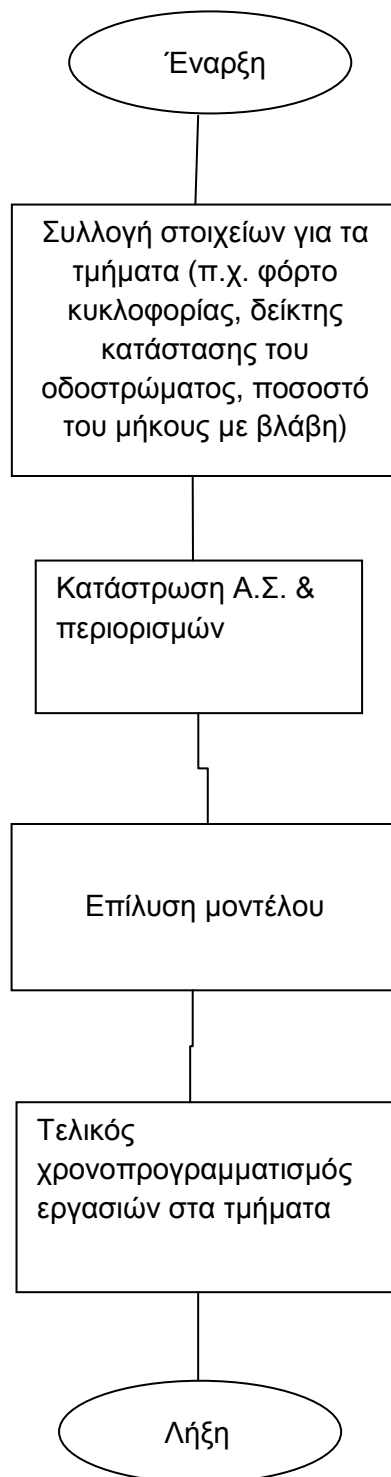 Έναρξη
Συλλογή στοιχείων για τα
τμήματα (π.χ. φόρτο
κυκλοφορίας, δείκτης
κατάστασης του
οδοστρώματος, ποσοστό
του μήκους με βλάβη)
Κατάστρωση Α.Σ. &
περιορισμών
Επίλυση μοντέλου
Τελικός
χρονοπρογραμματισμός
εργασιών στα τμήματα
Λήξη